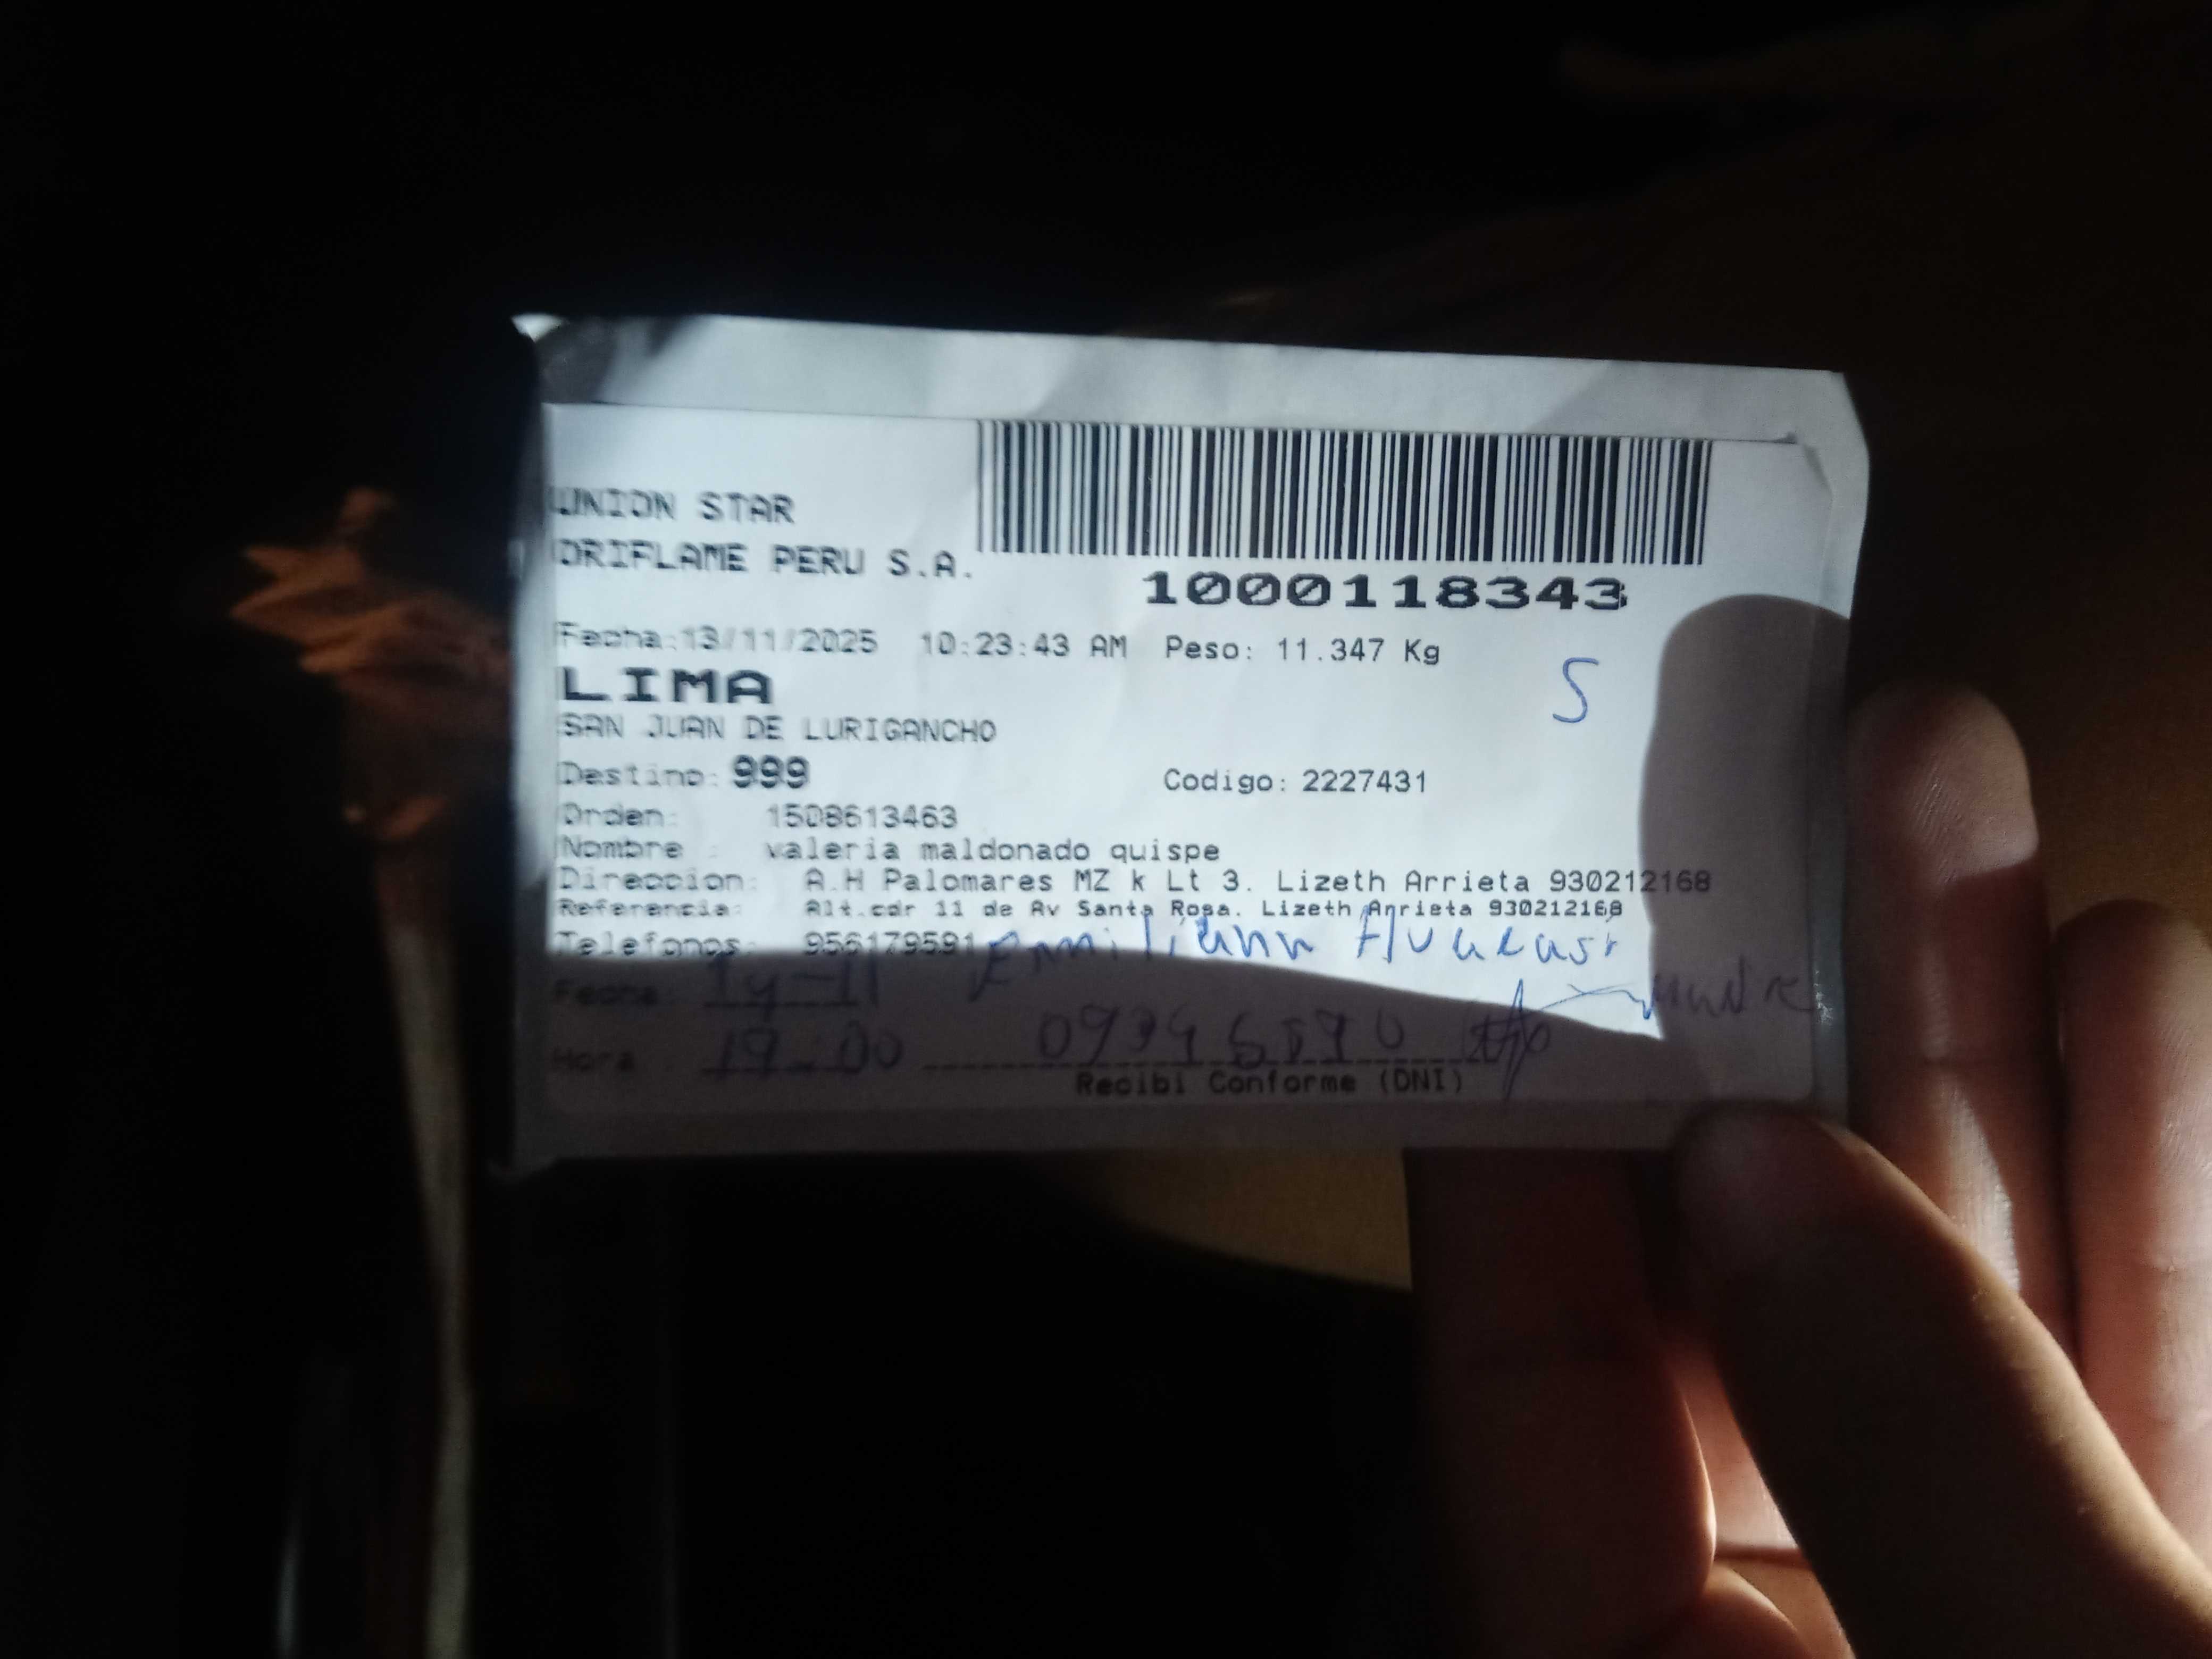 UNION STAR
ORIFLAME PERU S.A.
1000118343
Fecha:13/11/2025 10:23:43 AM Peso: 11.347 Kg
S
LIMA
SAN JUAN DE LURIGANCHO
Destino: 999 Codigo: 2227431
Orden: 1508613463
Nombre : valeria maldonado quispe
Direccion: A.H Palomares MZ k Lt 3. Lizeth Arrieta 930212168
Referencia: Alt.cdr 11 de Av Santa Rosa. Lizeth Arrieta 930212168
Telefonos: 956179591
Fecha:
Hora : 19-00
Recibi Conforme (DNI)